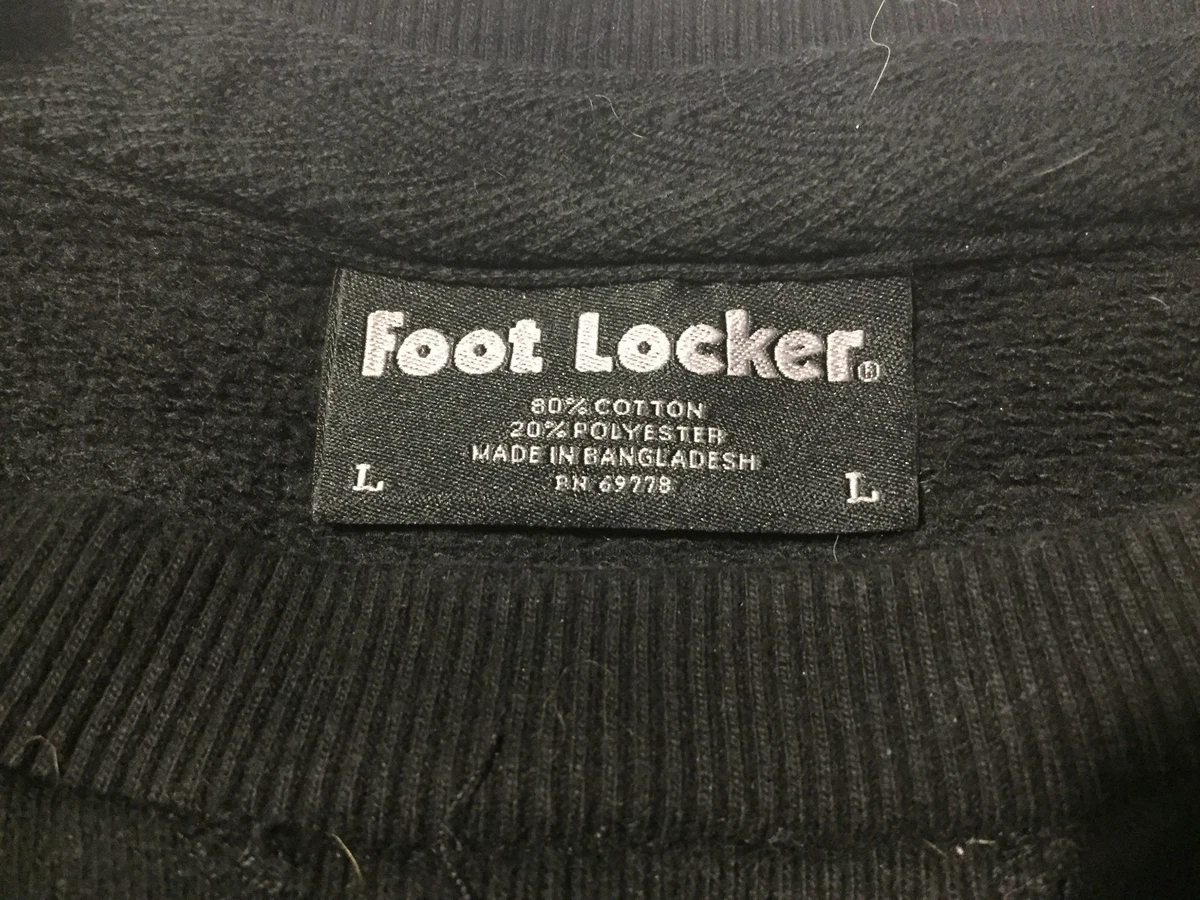 Foot Locker®
80% COTTON
20% POLYESTER
MADE IN BANGLADESH
RN 69778
L L